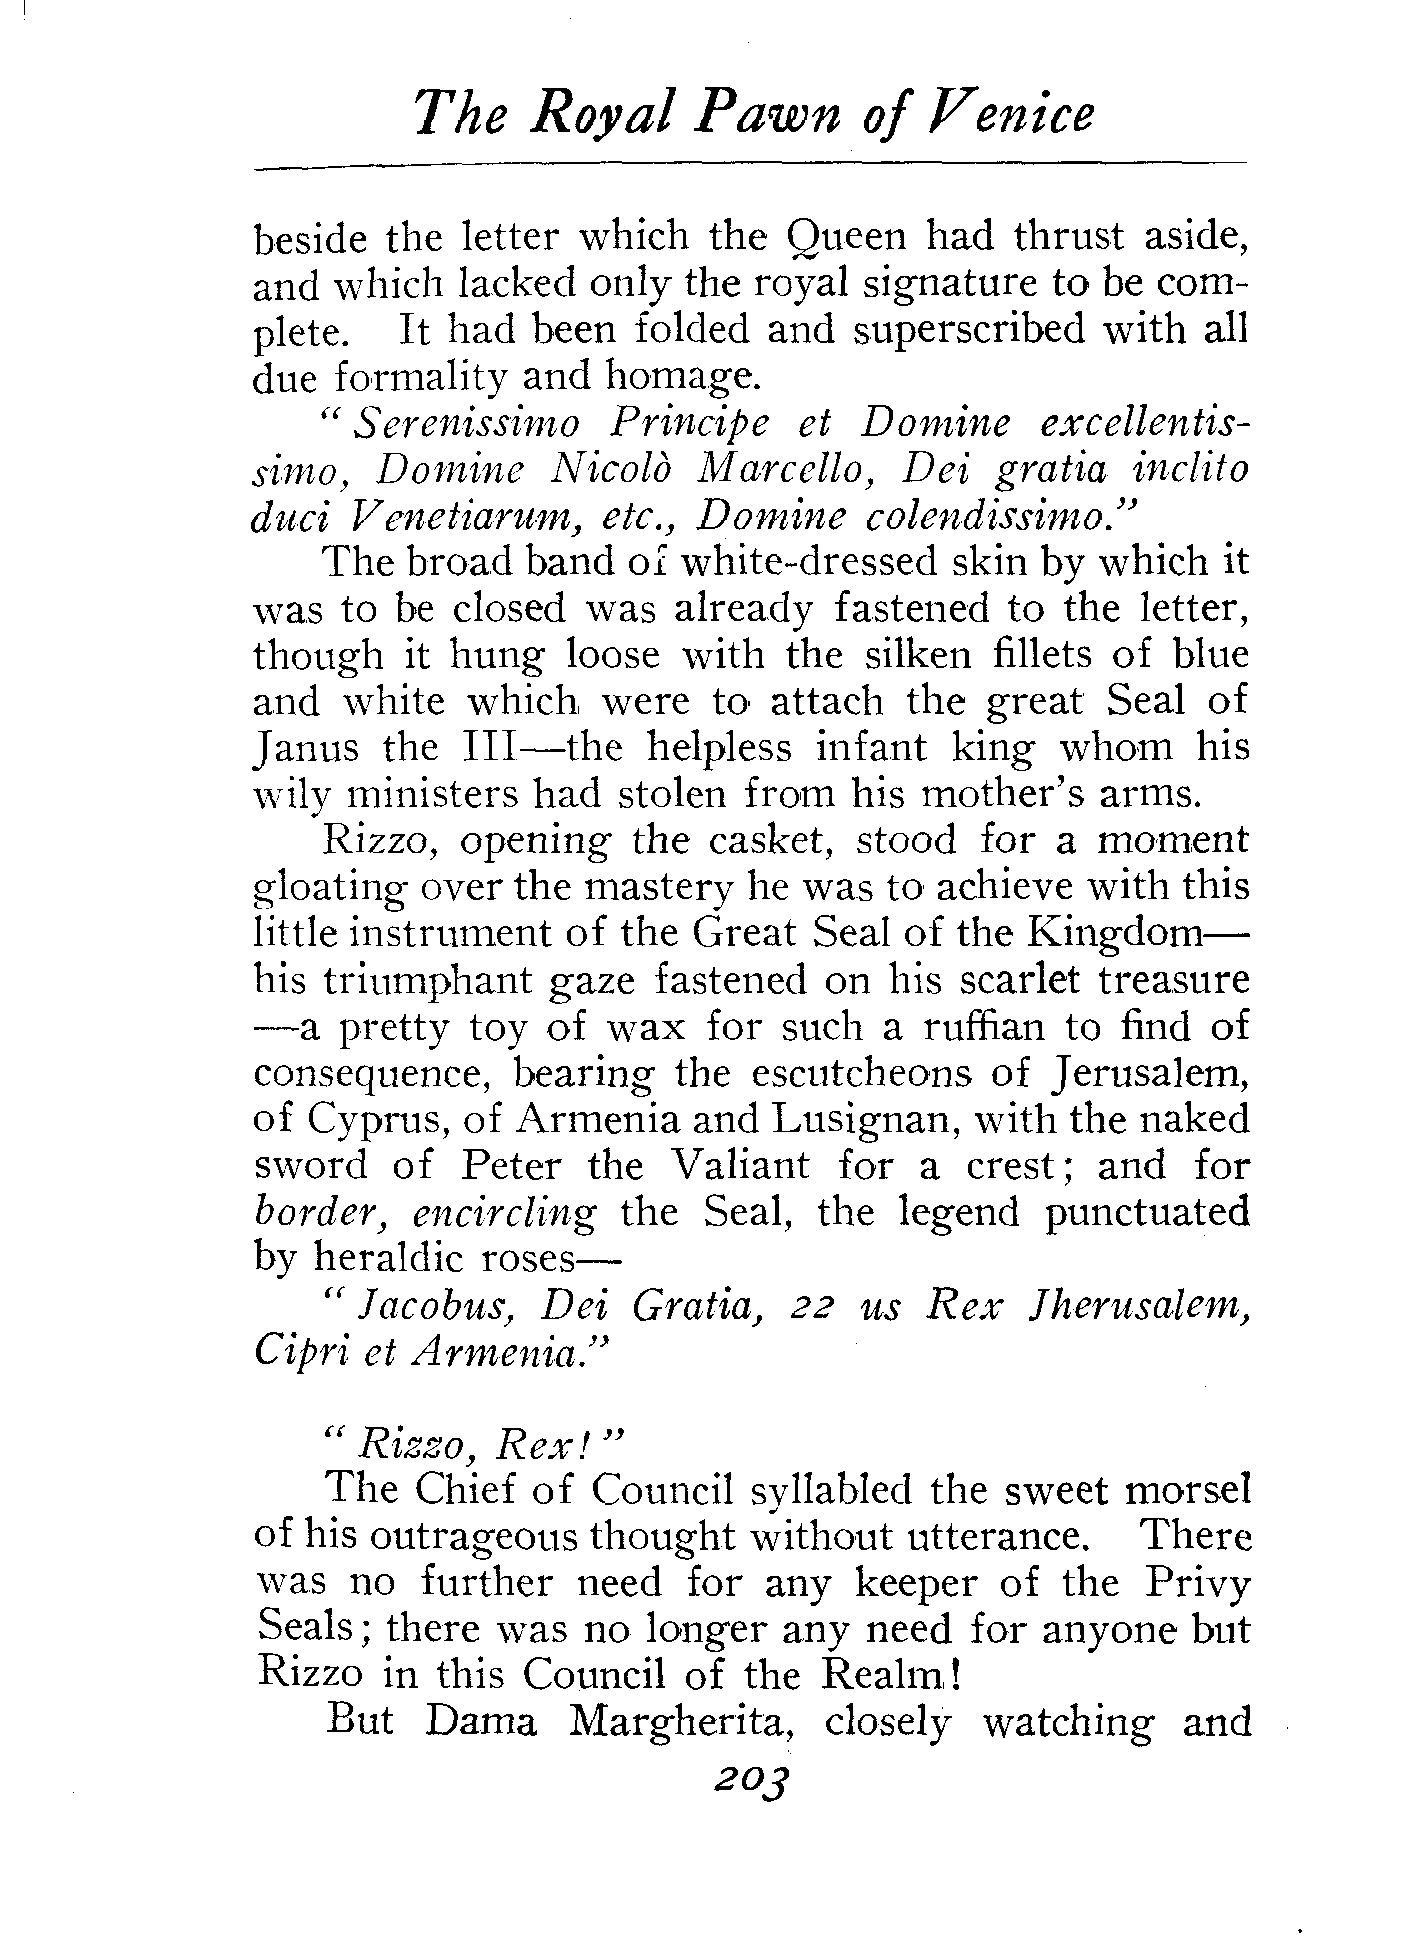 The Royal Pawn of Venice
beside the letter which the Queen had thrust aside,
and which lacked only the royal signature to be com-
plete. It had been folded and superscribed with all
due formality and homage.
“ Serenissimo Principe et Domine excellentis-
simo, Domine Nicolò Marcello, Dei gratia inclito
duci Venetiarum, etc., Domine colendissimo.”
The broad band of white-dressed skin by which it
was to be closed was already fastened to the letter,
though it hung loose with the silken fillets of blue
and white which were to attach the great Seal of
Janus the III—the helpless infant king whom his
wily ministers had stolen from his mother's arms.
Rizzo, opening the casket, stood for a moment
gloating over the mastery he was to achieve with this
little instrument of the Great Seal of the Kingdom—
his triumphant gaze fastened on his scarlet treasure
—a pretty toy of wax for such a ruffian to find of
consequence, bearing the escutcheons of Jerusalem,
of Cyprus, of Armenia and Lusignan, with the naked
sword of Peter the Valiant for a crest; and for
border, encircling the Seal, the legend punctuated
by heraldic roses—
“ Jacobus, Dei Gratia, 22 us Rex Jherusalem,
Cipri et Armenia.”
“ Rizzo, Rex! ”
The Chief of Council syllabled the sweet morsel
of his outrageous thought without utterance. There
was no further need for any keeper of the Privy
Seals; there was no longer any need for anyone but
Rizzo in this Council of the Realm!
But Dama Margherita, closely watching and
203